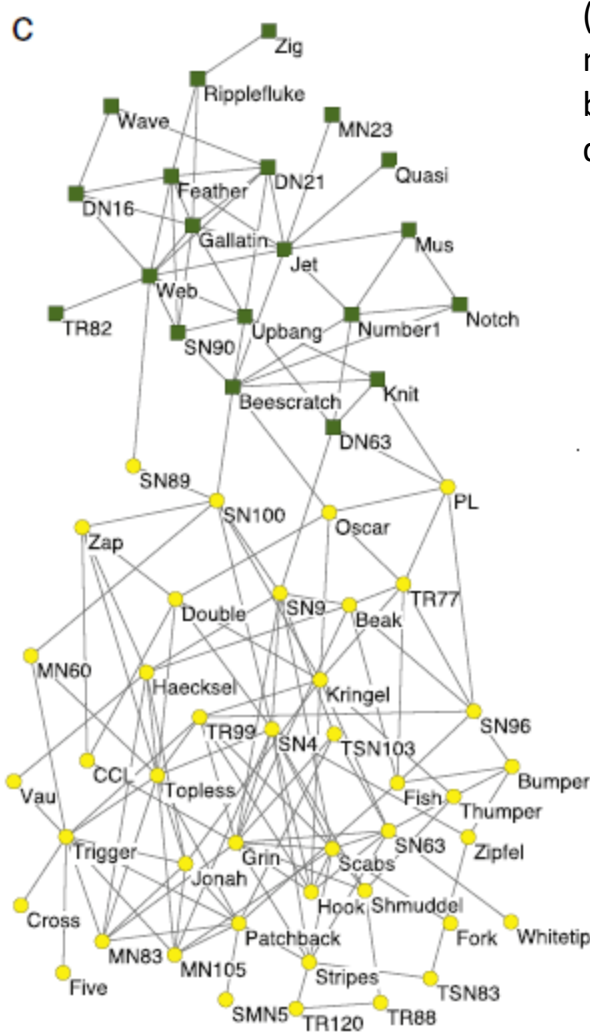 C
(
Zig
Ripplefluke
Wave
MN23
DN21
Quasi
Feather
DN16
Gallatin
Mus
Jet
Web
TR82
Upbang
Number1
Notch
SN90
Knit
Beescratch
DN63
SN89
PL
SN100
Oscar
Zap
TR77
Double
SN9
Beak
MN60
Haecksel
Kringel
SN96
TR99
SN4
TSN103
CCL
Bumper
Vau
Topless
Fish
Thumper
Trigger
Grin
Scabs
SN63
Zipfel
Jonah
Hook
Shmuddel
Cross
Patchback
Fork
Whitetip
MN83
MN105
Stripes
Five
TSN83
SMN5
TR120
TR88